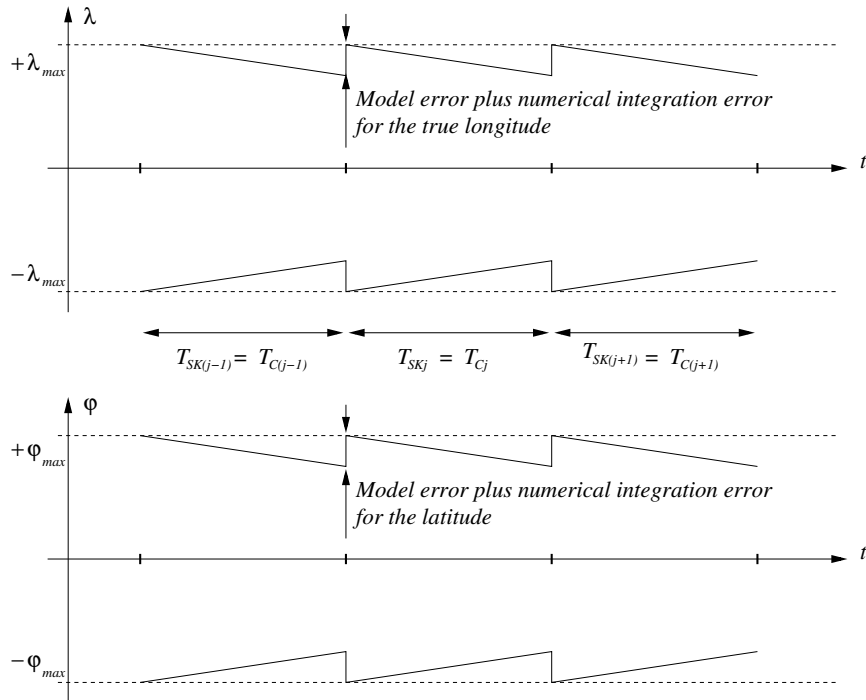 λ
+λmax
Model error plus numerical integration error
for the true longitude
t
−λmax
TSK(j−1) = TC(j−1)
TSKj = TCj
TSK(j+1) = TC(j+1)
φ
+φmax
Model error plus numerical integration error
for the latitude
t
−φmax